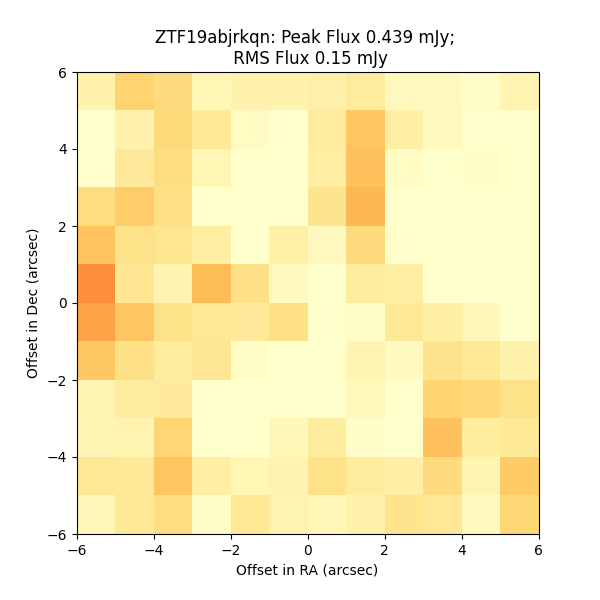 ZTF19abjrkqn: Peak Flux 0.439 mJy;
RMS Flux 0.15 mJy
6
4
2
0
−2
−4
−6
Offset in Dec (arcsec)
−6 −4 −2 0 2 4 6
Offset in RA (arcsec)